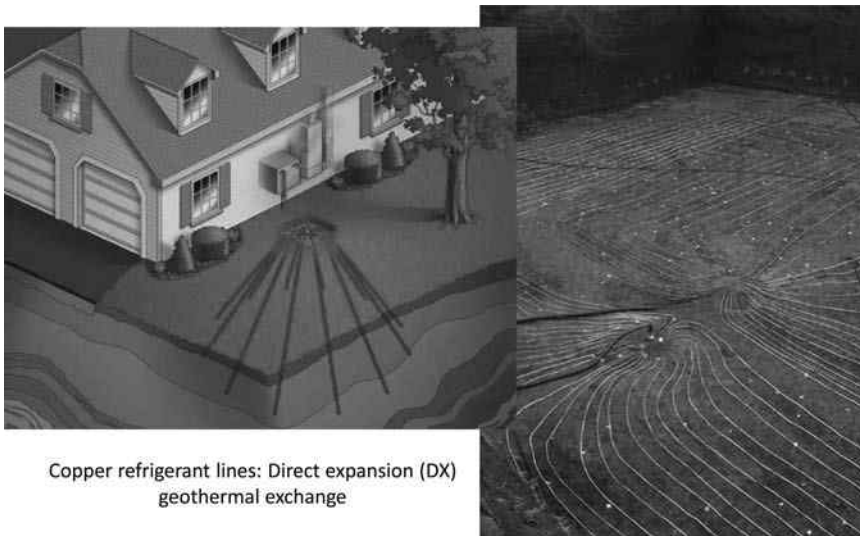 Copper refrigerant lines: Direct expansion (DX)
geothermal exchange